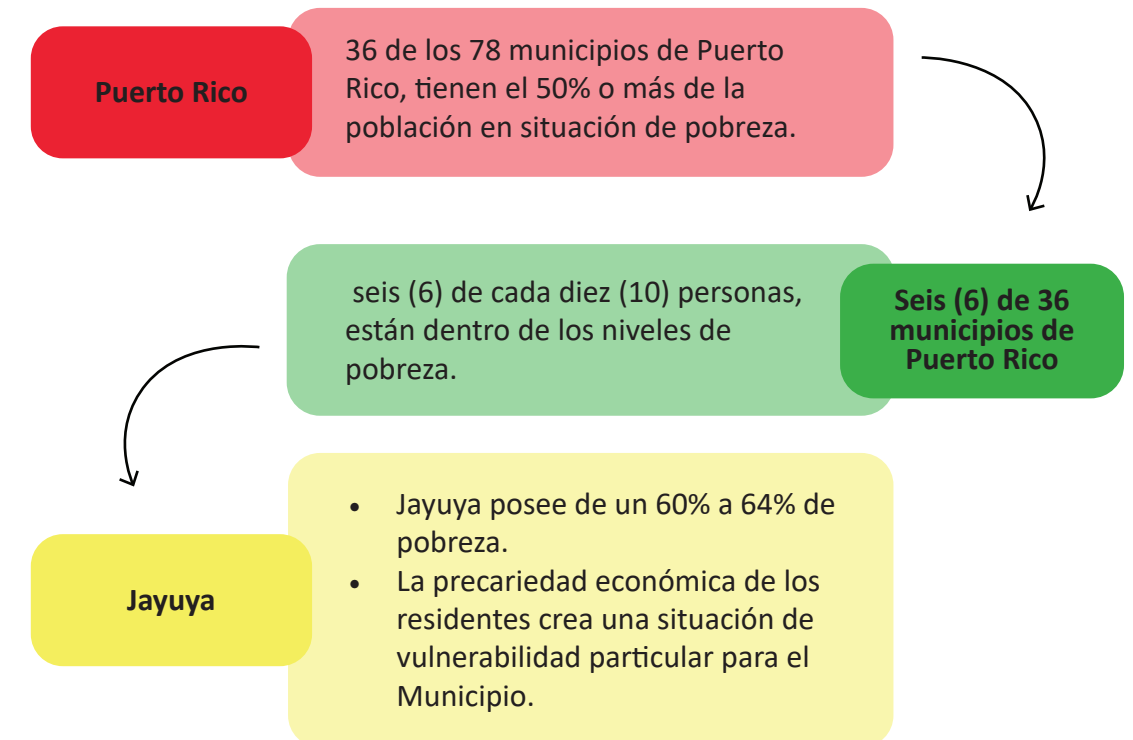 Puerto Rico
36 de los 78 municipios de Puerto
Rico, tienen el 50% o más de la
población en situación de pobreza.
seis (6) de cada diez (10) personas,
están dentro de los niveles de
pobreza.
Seis (6) de 36
municipios de
Puerto Rico
Jayuya
• Jayuya posee de un 60% a 64% de
pobreza.
• La precariedad económica de los
residentes crea una situación de
vulnerabilidad particular para el
Municipio.